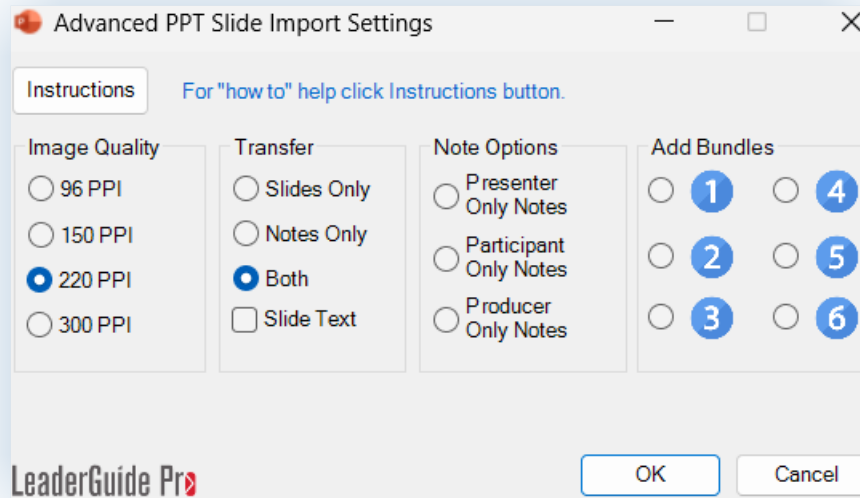 Advanced PPT Slide Import Settings
Instructions
For "how to" help click Instructions button.
Image Quality
96 PPI
150 PPI
220 PPI
300 PPI
Transfer
Slides Only
Notes Only
Both
Slide Text
Note Options
Presenter
Only Notes
Participant
Only Notes
Producer
Only Notes
Add Bundles
1
4
2
5
3
6
LeaderGuide Pro
OK
Cancel